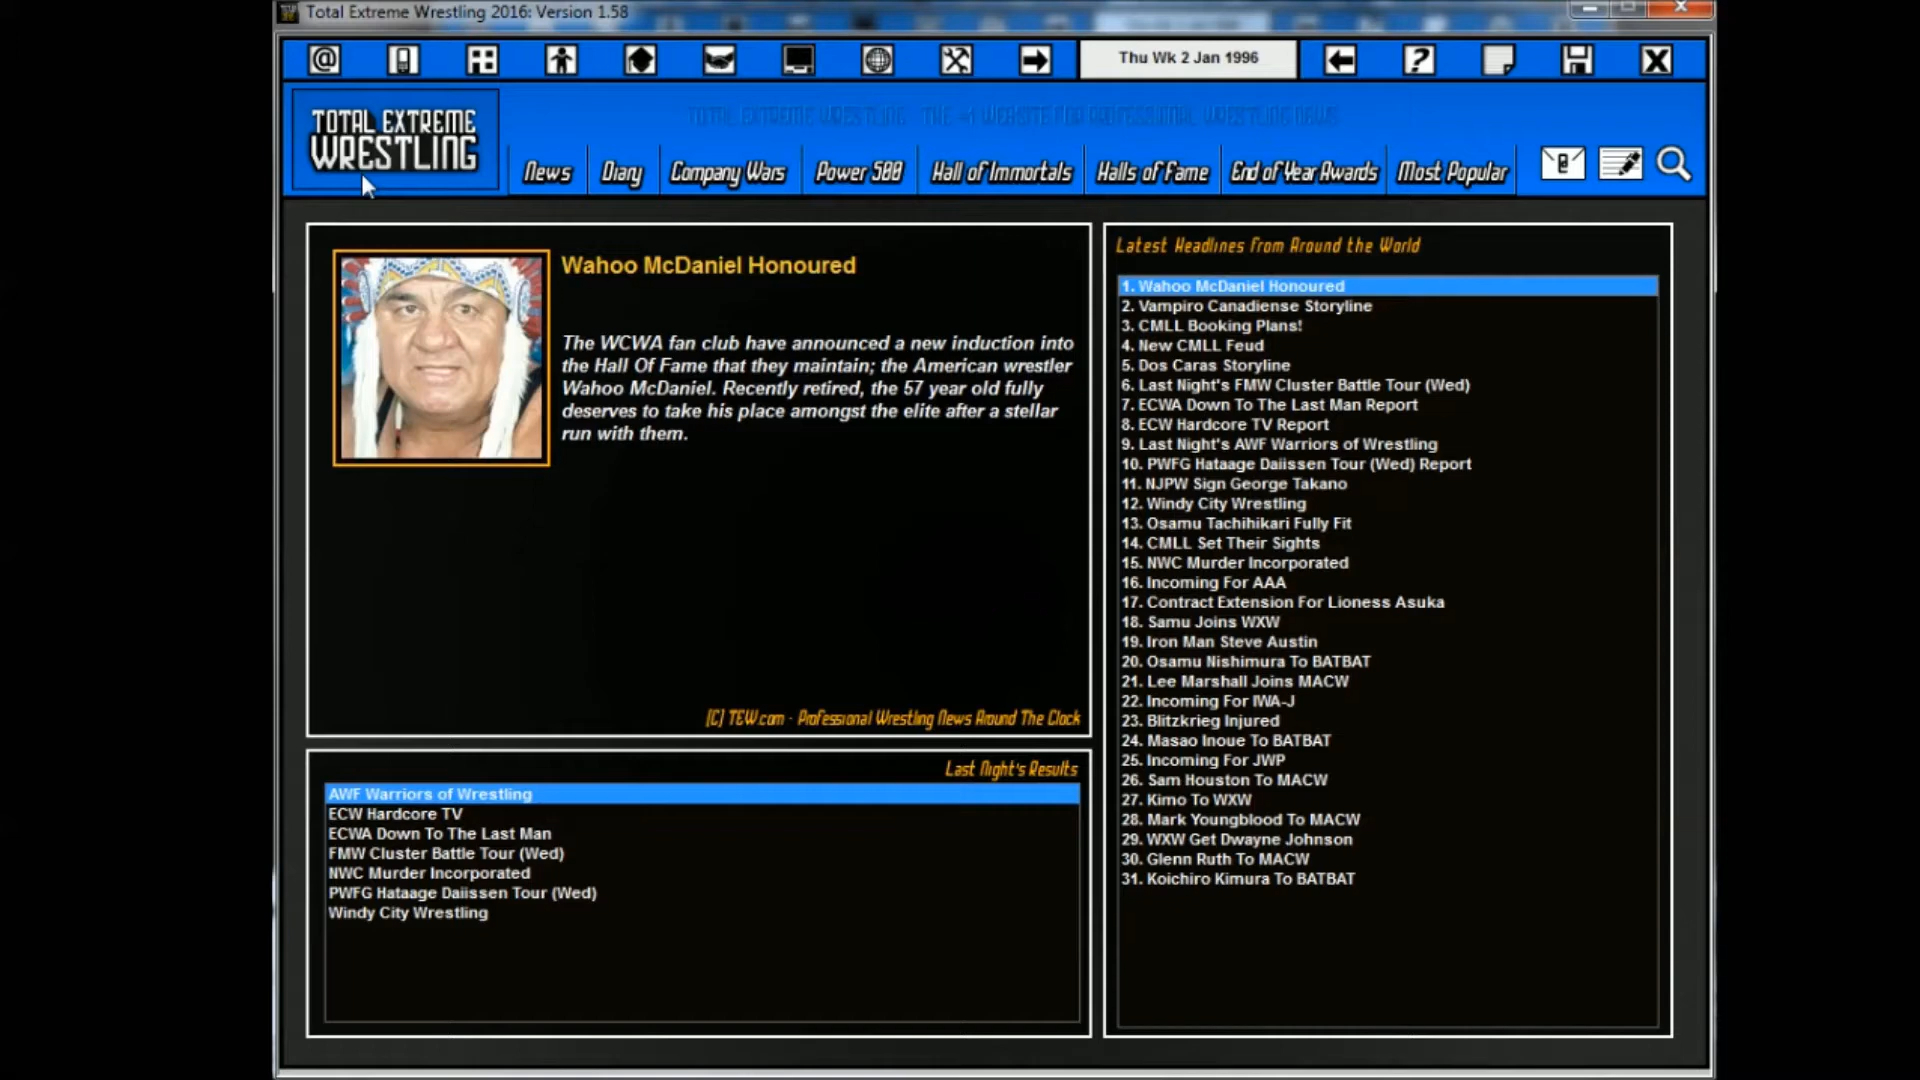 Total Extreme Wrestling 2016: Version 1.58
Thu Wk 2 Jan 1996
TOTAL EXTREME
WRESTLING
TOTAL EXTREME WRESTLING - THE #1 WEBSITE FOR PROFESSIONAL WRESTLING NEWS
News
Diary
Company Wars
Power 500
Hall of Immortals
Halls of Fame
End of Year Awards
Most Popular
Wahoo McDaniel Honoured
The WCWA fan club have announced a new induction into
the Hall Of Fame that they maintain; the American wrestler
Wahoo McDaniel. Recently retired, the 57 year old fully
deserves to take his place amongst the elite after a stellar
run with them.
(C) TEW.com - Professional Wrestling News Around The Clock
Last Night's Results
AWF Warriors of Wrestling
ECW Hardcore TV
ECWA Down To The Last Man
FMW Cluster Battle Tour (Wed)
NWC Murder Incorporated
PWFG Hataage Daiissen Tour (Wed)
Windy City Wrestling
Latest Headlines From Around the World
1. Wahoo McDaniel Honoured
2. Vampiro Canadiense Storyline
3. CMLL Booking Plans!
4. New CMLL Feud
5. Dos Caras Storyline
6. Last Night's FMW Cluster Battle Tour (Wed)
7. ECWA Down To The Last Man Report
8. ECW Hardcore TV Report
9. Last Night's AWF Warriors of Wrestling
10. PWFG Hataage Daiissen Tour (Wed) Report
11. NJPW Sign George Takano
12. Windy City Wrestling
13. Osamu Tachihikari Fully Fit
14. CMLL Set Their Sights
15. NWC Murder Incorporated
16. Incoming For AAA
17. Contract Extension For Lioness Asuka
18. Samu Joins WXW
19. Iron Man Steve Austin
20. Osamu Nishimura To BATBAT
21. Lee Marshall Joins MACW
22. Incoming For IWA-J
23. Blitzkrieg Injured
24. Masao Inoue To BATBAT
25. Incoming For JWP
26. Sam Houston To MACW
27. Kimo To WXW
28. Mark Youngblood To MACW
29. WXW Get Dwayne Johnson
30. Glenn Ruth To MACW
31. Koichiro Kimura To BATBAT